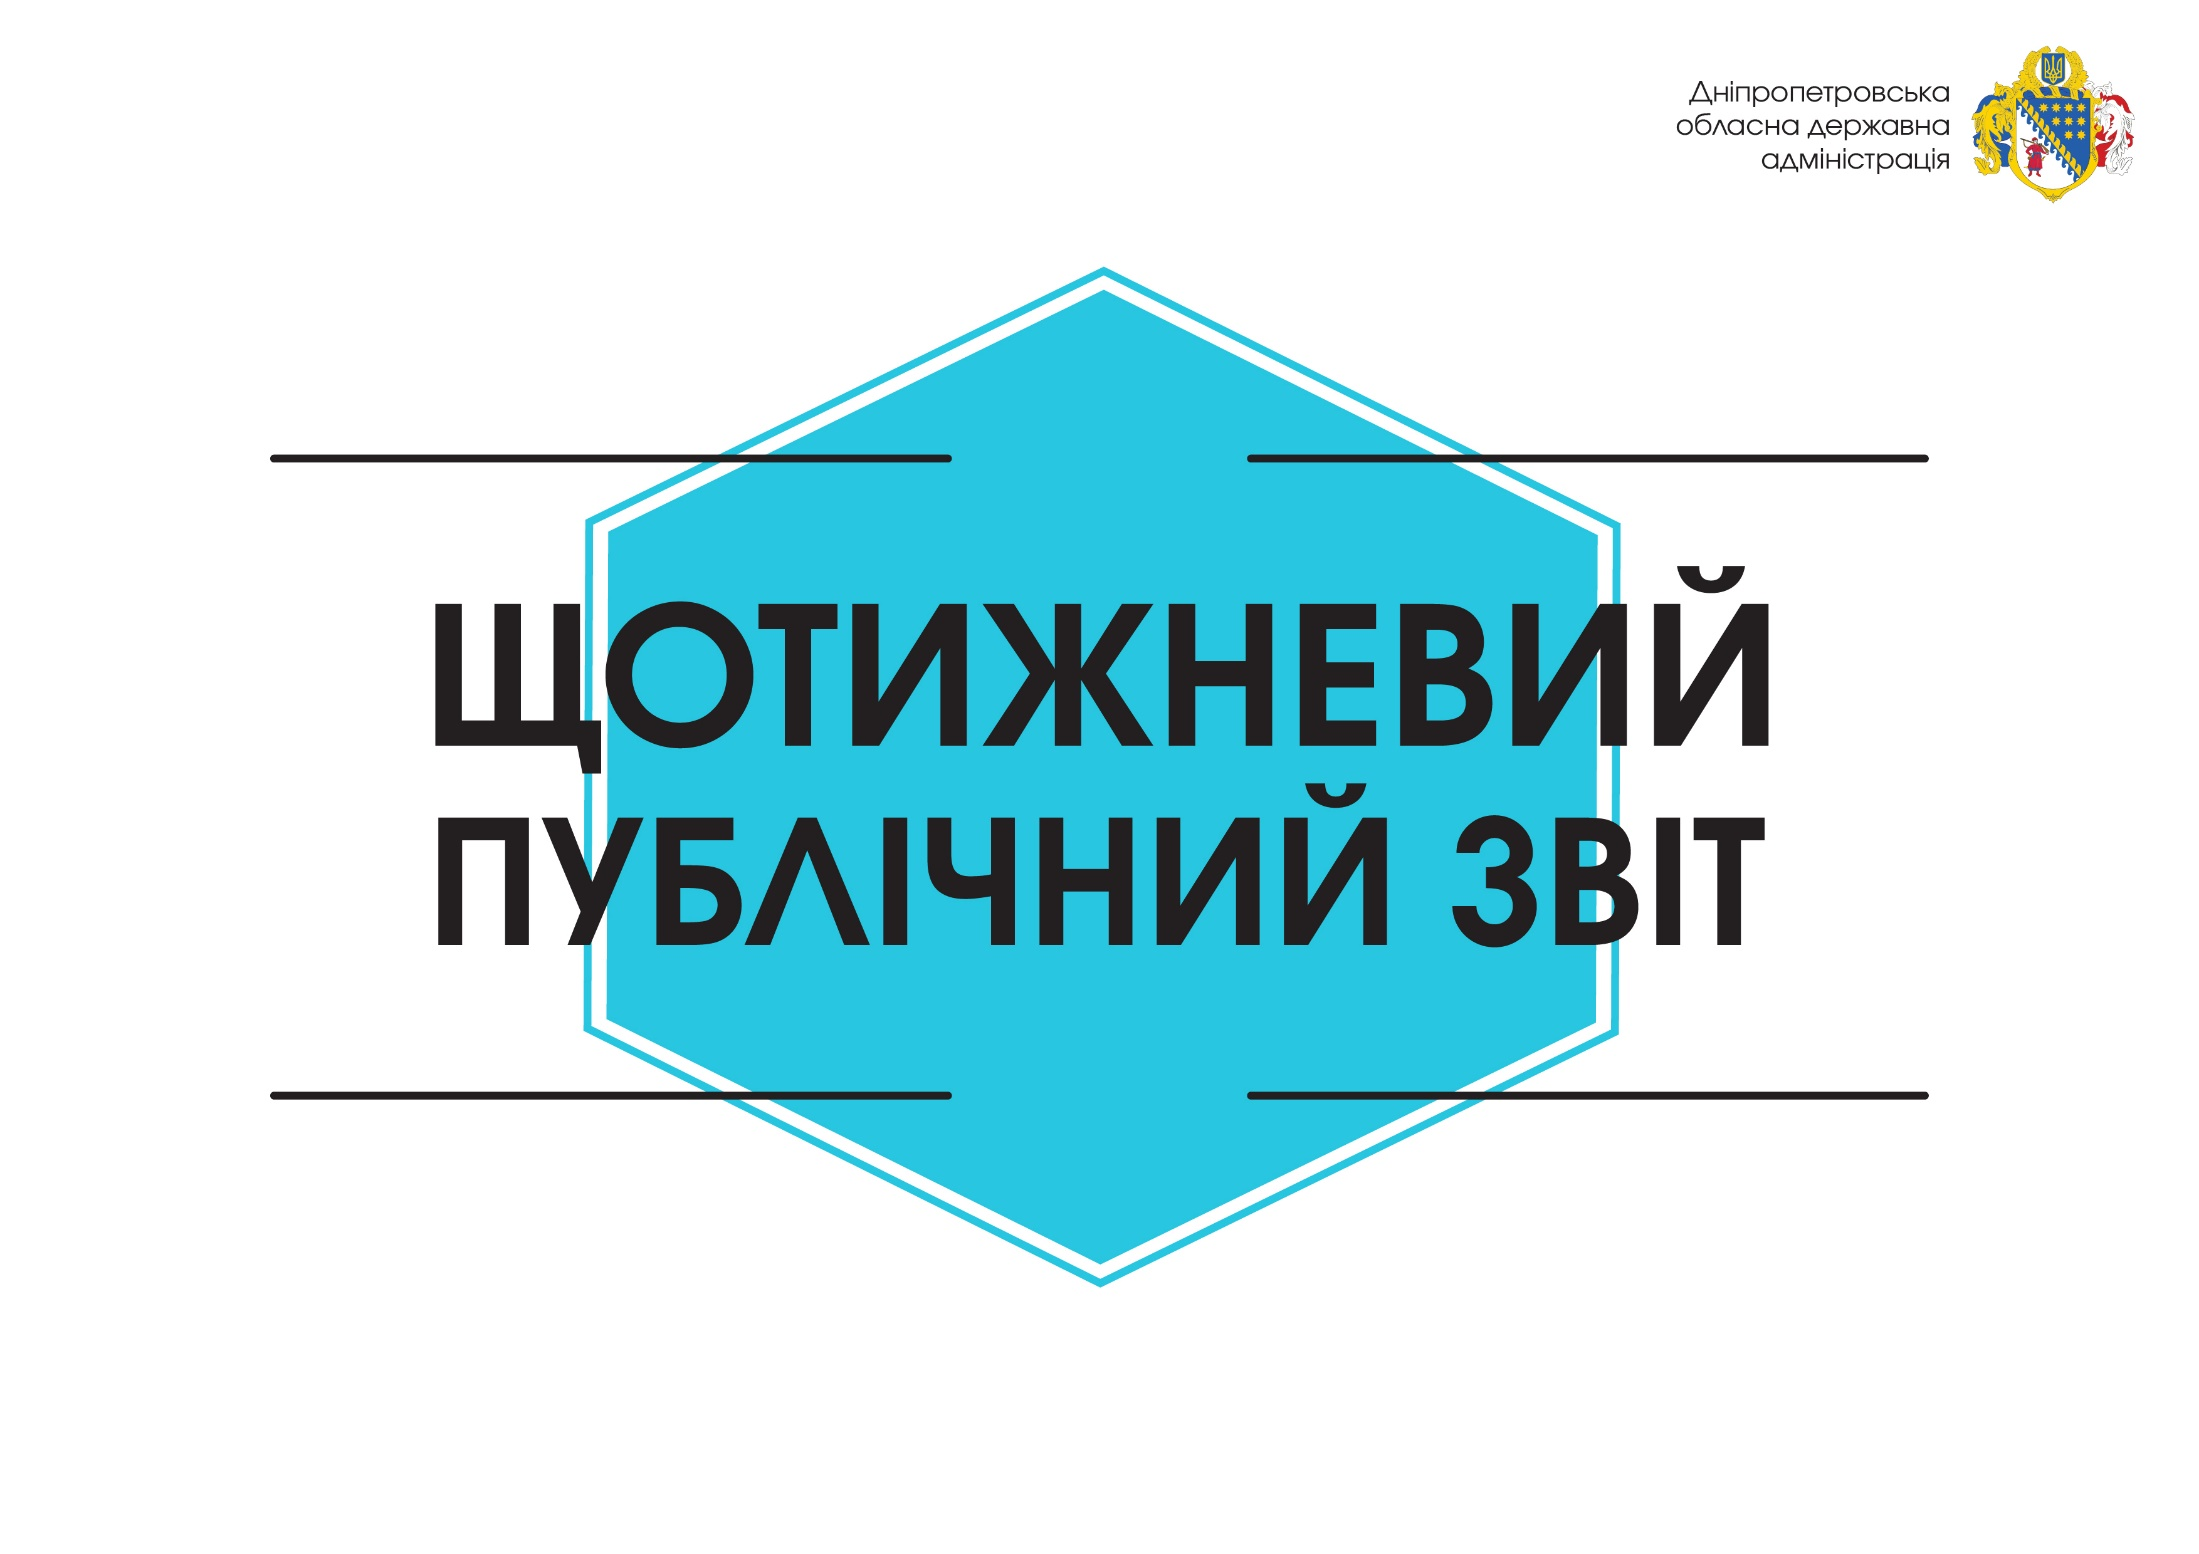 Дніпропетровська
обласна державна
адміністрація
ЩОТИЖНЕВИЙ
ПУБЛІЧНИЙ ЗВІТ